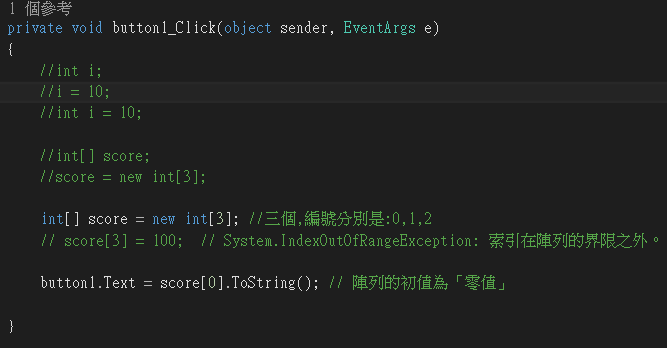 1 個參考
private void button1_Click(object sender, EventArgs e)
{
//int i;
//i = 10;
//int i = 10;
//int[] score;
//score = new int[3];
int[] score = new int[3]; //三個,編號分別是:0,1,2
// score[3] = 100;  // System.IndexOutOfRangeException: 索引在陣列的界限之外。
button1.Text = score[0].ToString(); // 陣列的初值為「零值」
}